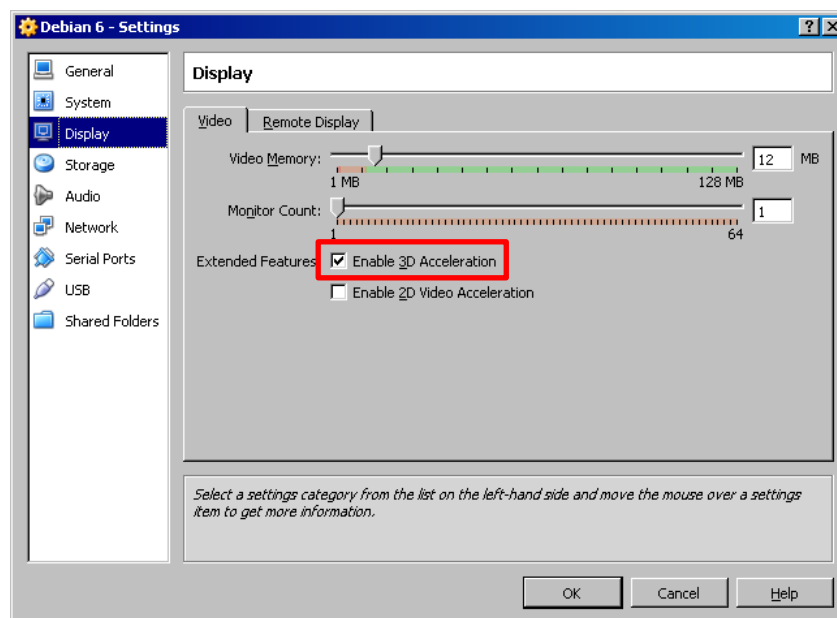 Debian 6 - Settings
General
System
Display
Storage
Audio
Network
Serial Ports
USB
Shared Folders
Display
Video
Remote Display
Video Memory:
12
MB
1 MB
128 MB
Monitor Count:
1
1
64
Extended Features
Enable 3D Acceleration
Enable 2D Video Acceleration
Select a settings category from the list on the left-hand side and move the mouse over a settings
item to get more information.
OK
Cancel
Help